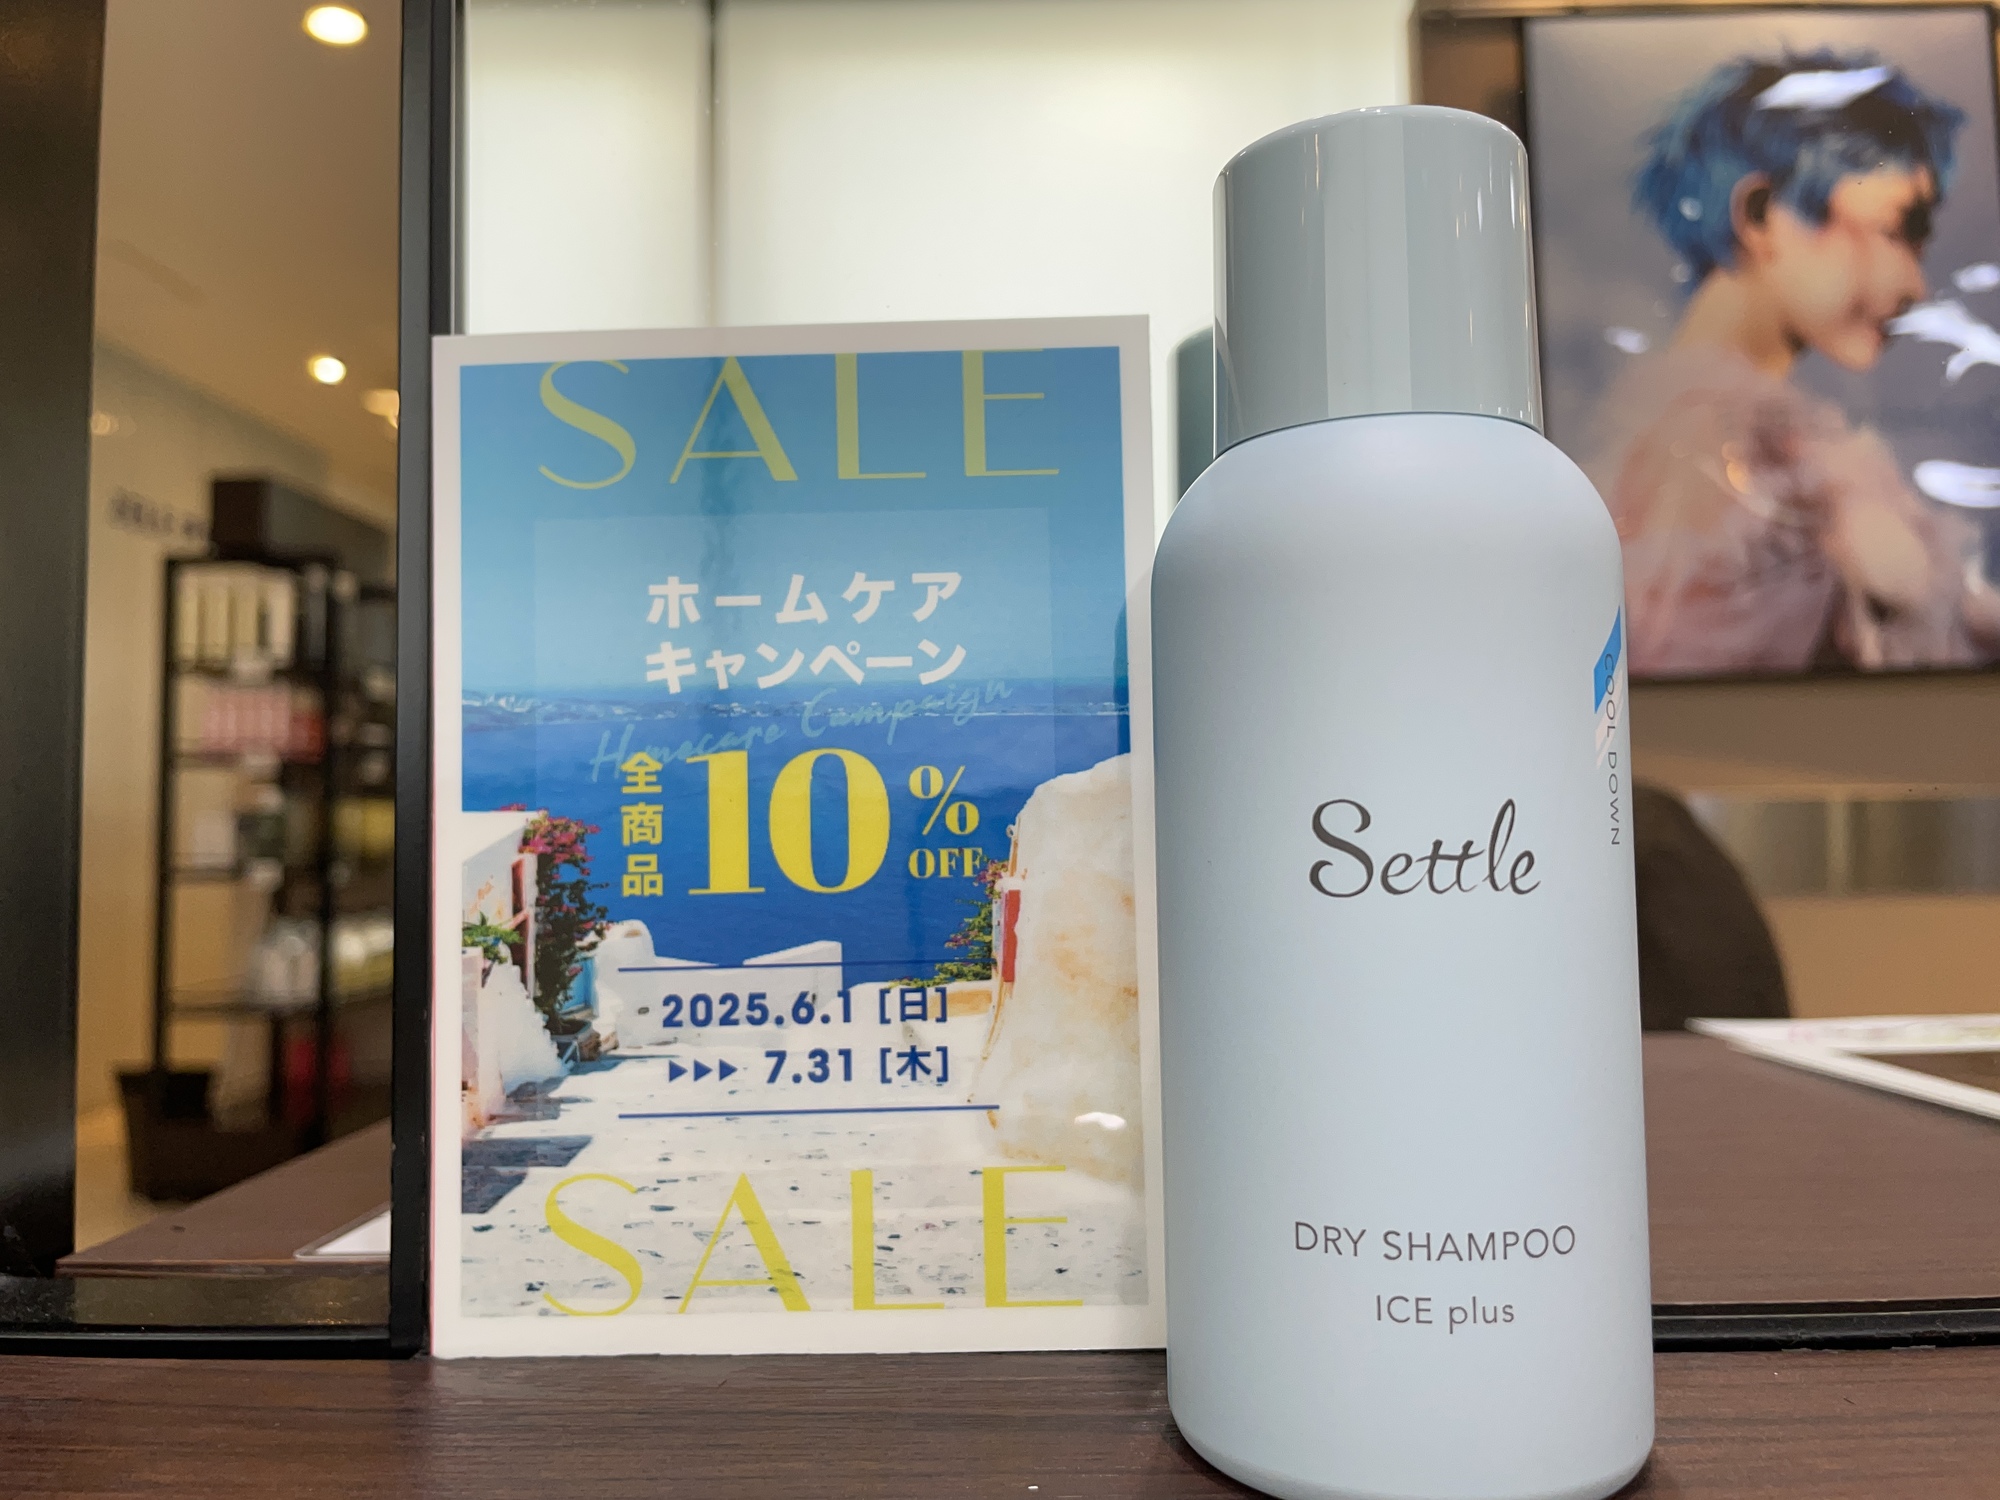 SALE
ホームケア
キャンペーン
Homecare Campaign
全商品
10%
OFF
2025.6.1 [日]
▶▶▶ 7.31 [木]
SALE
COOL DOWN
Settle
DRY SHAMPOO
ICE plus